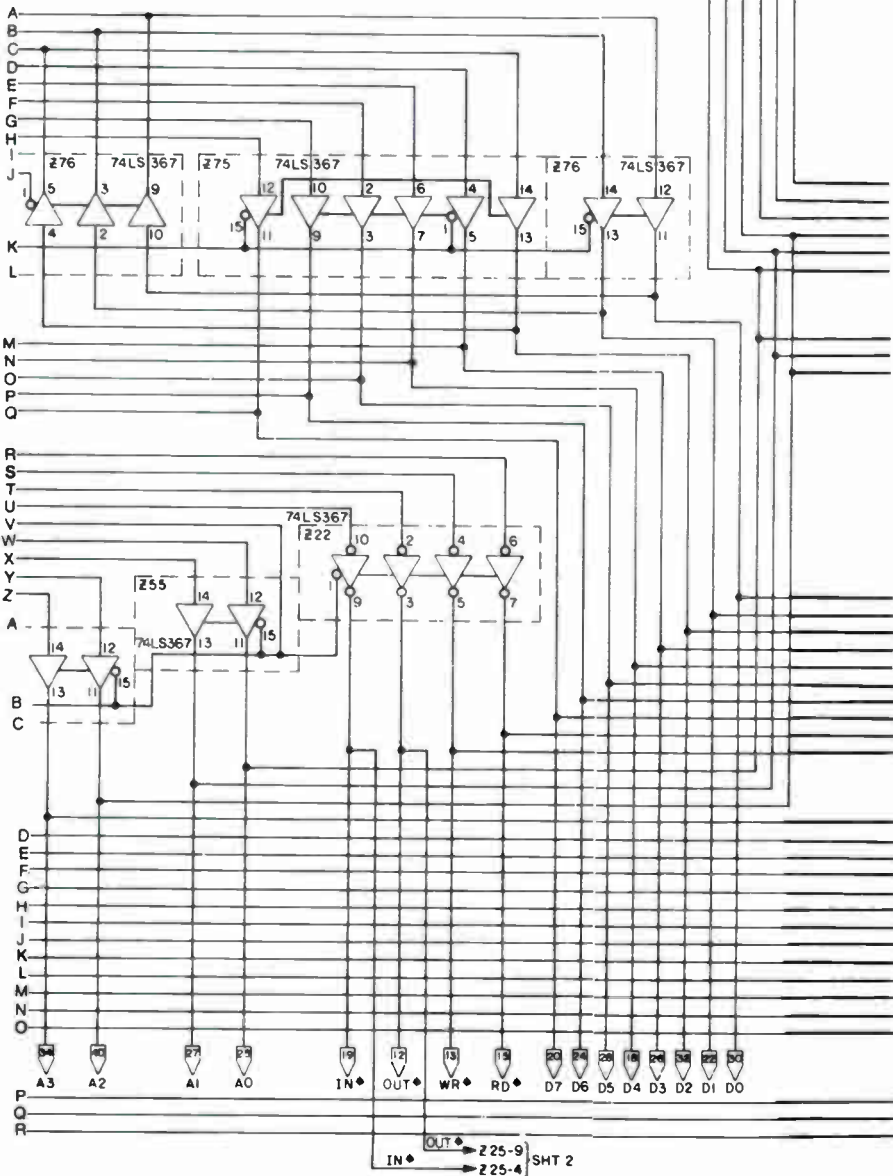 A
B
C
D
E
F
G
H
I
J
Z76 74LS367 Z75 74LS367 Z76 74LS367
1 5 3 9 12 10 2 6 4 14 14 12
15 1 15
4 2 10 11 9 3 7 5 13 13 11
K
L
M
N
O
P
Q
R
S
T
U
V
W
X
Y
Z
74LS367
Z22
10 2 4 6
1
9 3 5 7
Z55
14 12
15
13 11
74LS367
A
14 12
15
13 11
B
C
D
E
F
G
H
I
J
K
L
M
N
O
34 40 27 25 19 12 13 15 20 24 28 18 26 32 22 30
A3 A2 A1 A0 IN* OUT* WR* RD* D7 D6 D5 D4 D3 D2 D1 D0
P
Q
R
OUT* Z25-9
IN* Z25-4
SHT 2